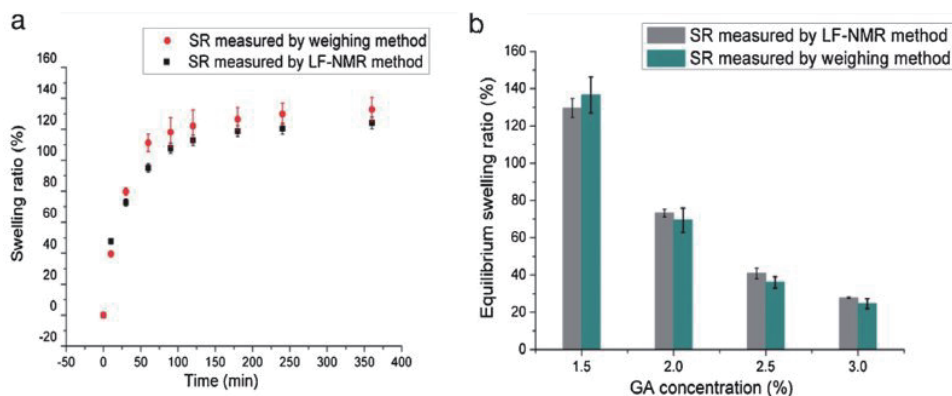 a
SR measured by weighing method
SR measured by LF-NMR method
160
140
120
100
80
60
40
20
0
-20
Swelling ratio (%)
-50 0 50 100 150 200 250 300 350 400
Time (min)
b
SR measured by LF-NMR method
SR measured by weighing method
160
140
120
100
80
60
40
20
0
Equilibrium swelling ratio (%)
1.5 2.0 2.5 3.0
GA concentration (%)